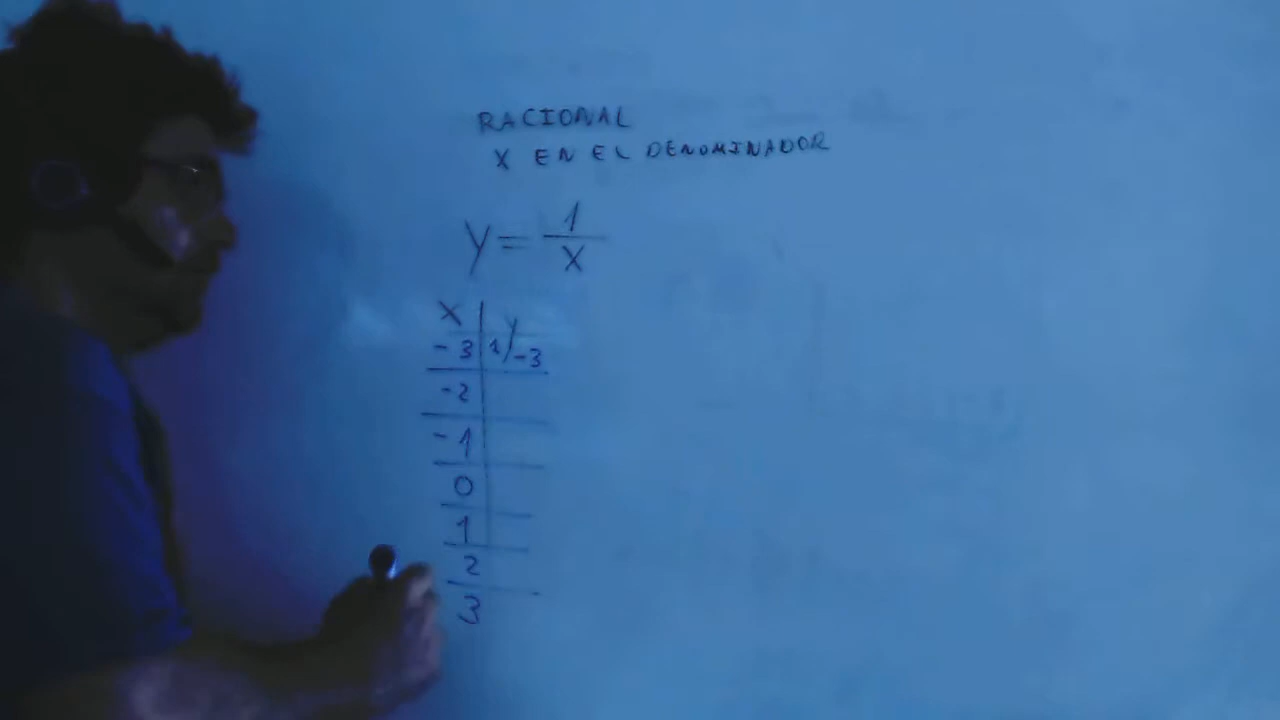 RACIONAL
X EN EL DENOMINADOR
y = 1/x
x | y
-3 | 1/-3
-2
-1
0
1
2
3